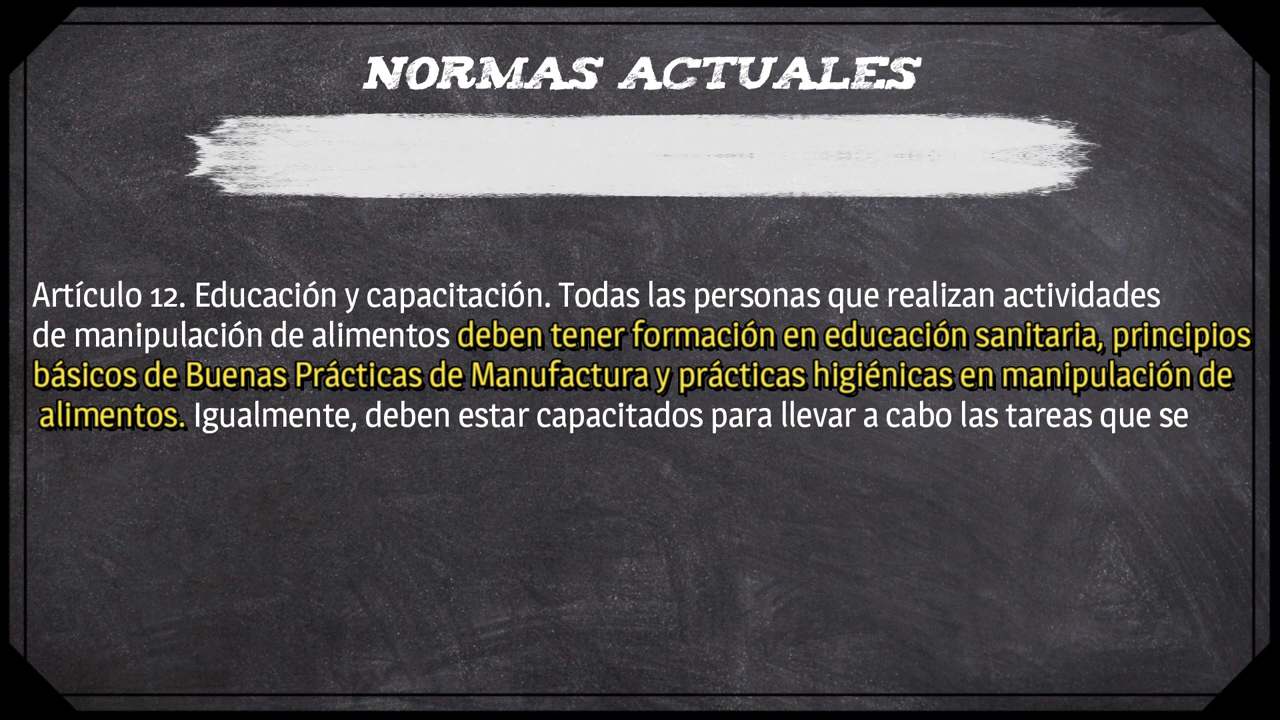 NORMAS ACTUALES
Artículo 12. Educación y capacitación. Todas las personas que realizan actividades
de manipulación de alimentos deben tener formación en educación sanitaria, principios
básicos de Buenas Prácticas de Manufactura y prácticas higiénicas en manipulación de
alimentos. Igualmente, deben estar capacitados para llevar a cabo las tareas que se